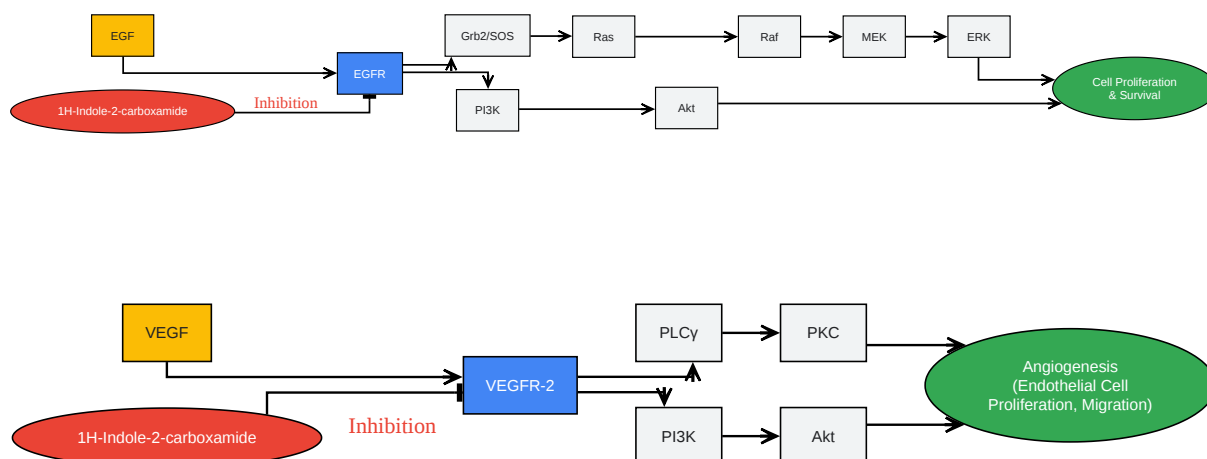 EGF
Grb2/SOS
Ras
Raf
MEK
ERK
EGFR
Cell Proliferation
& Survival
Inhibition
1H-Indole-2-carboxamide
PI3K
Akt
VEGF
PLCγ
PKC
VEGFR-2
Angiogenesis
(Endothelial Cell
Proliferation, Migration)
Inhibition
1H-Indole-2-carboxamide
PI3K
Akt